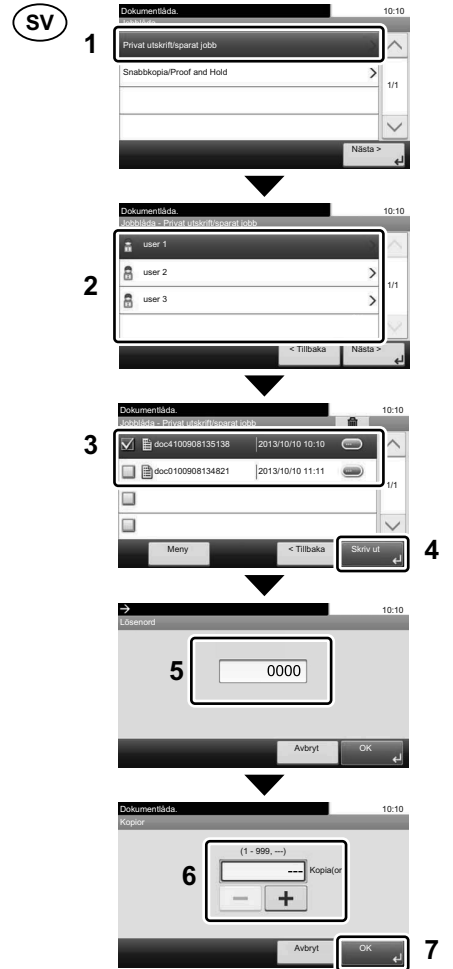 SV
Dokumentlåda. 10:10
Jobblåda
1
Privat utskrift/sparat jobb
Snabbkopia/Proof and Hold
1/1
Nästa >
Dokumentlåda. 10:10
Jobblåda - Privat utskrift/sparat jobb
user 1
2
user 2
1/1
user 3
< Tillbaka Nästa >
Dokumentlåda. 10:10
Jobblåda - Privat utskrift/sparat jobb
3
doc4100908135138 2013/10/10 10:10
doc0100908134821 2013/10/10 11:11
1/1
Meny < Tillbaka Skriv ut
4
10:10
Lösenord
5
0000
Avbryt OK
Dokumentlåda. 10:10
Kopior
(1 - 999, ---)
6
--- Kopia(or
− +
Avbryt OK
7